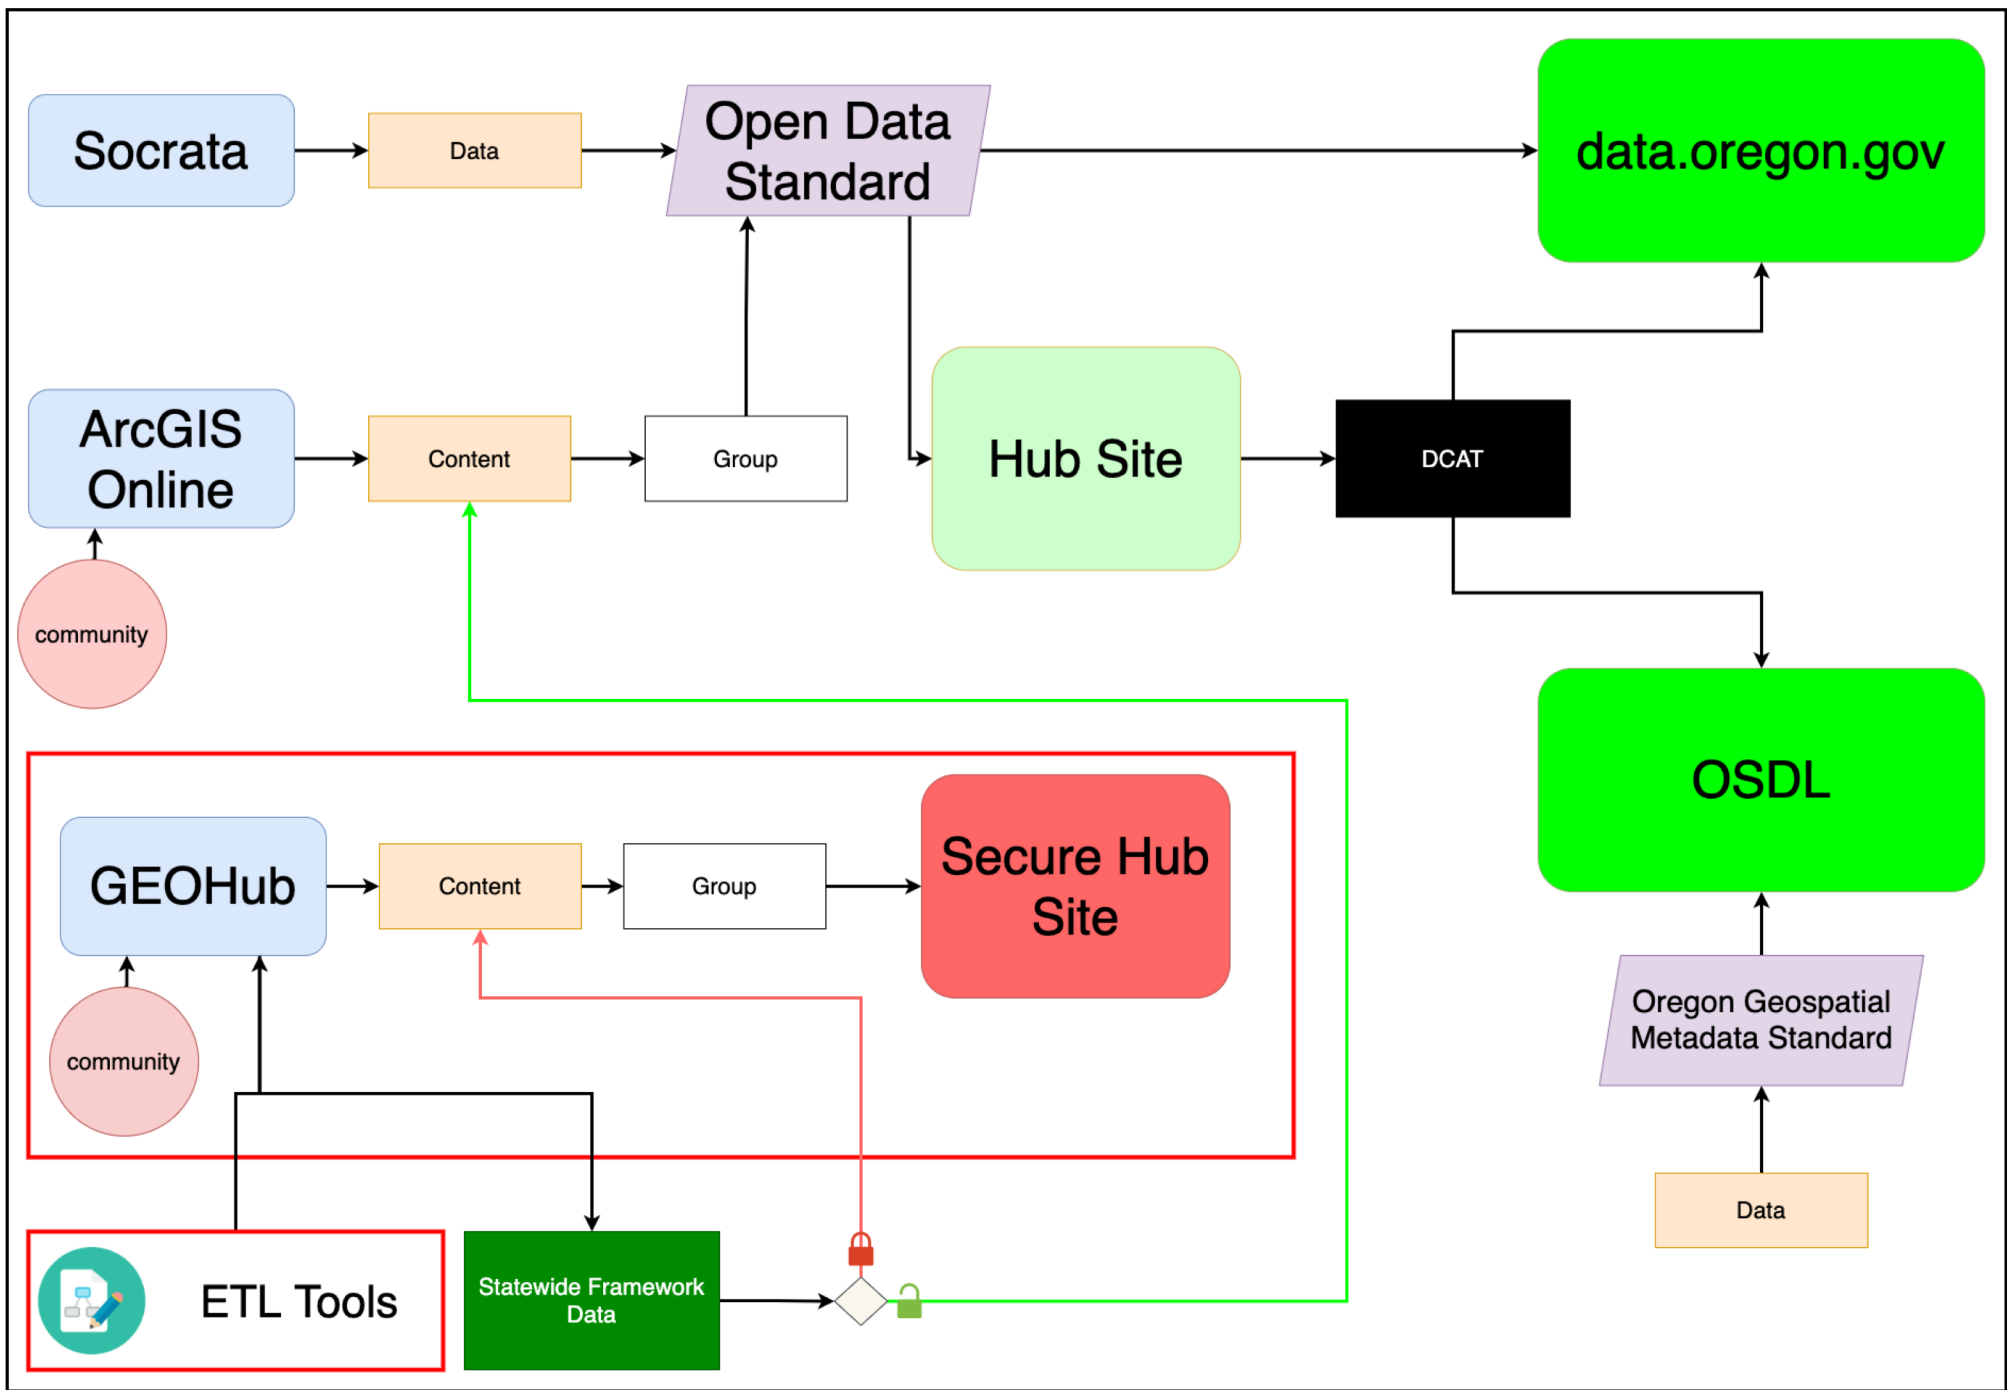 Socrata
Data
Open Data
Standard
data.oregon.gov
ArcGIS
Online
Content
Group
Hub Site
DCAT
community
OSDL
GEOHub
Content
Group
Secure Hub
Site
community
Oregon Geospatial
Metadata Standard
Data
ETL Tools
Statewide Framework
Data